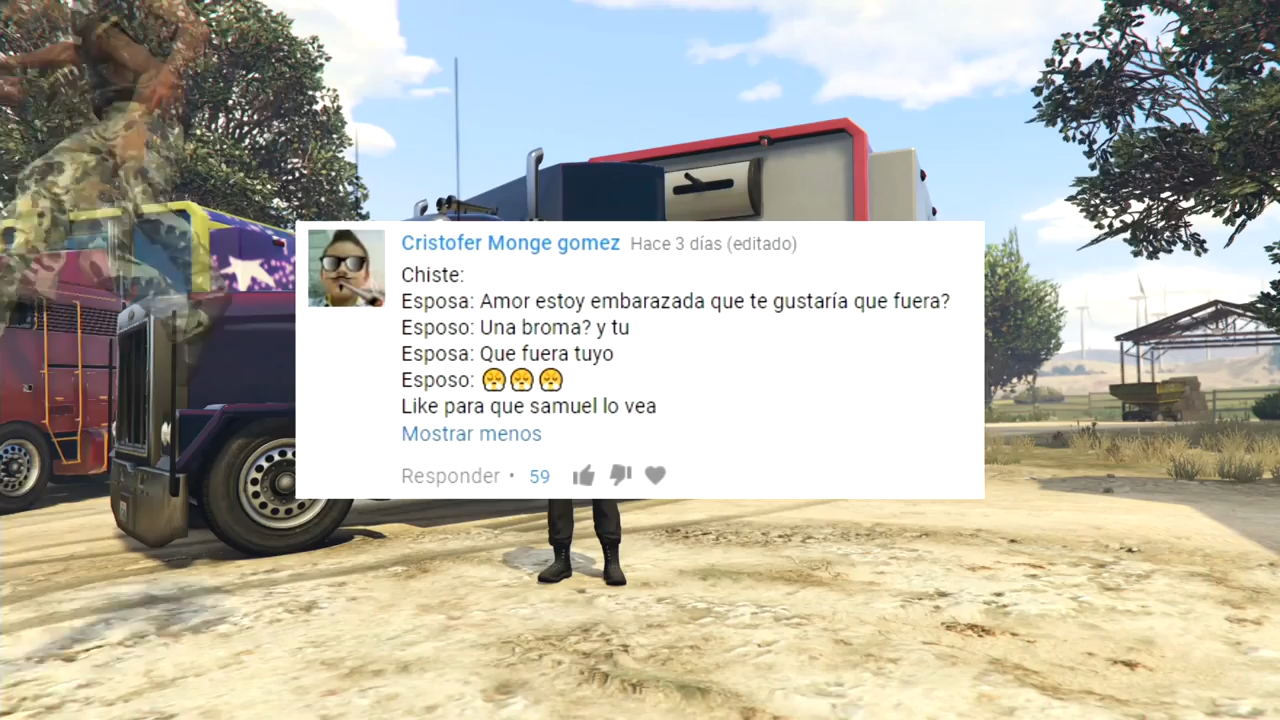 Cristofer Monge gomez Hace 3 días (editado)
Chiste:
Esposa: Amor estoy embarazada que te gustaría que fuera?
Esposo: Una broma? y tu
Esposa: Que fuera tuyo
Esposo: 😤😤😤
Like para que samuel lo vea
Mostrar menos
Responder • 59